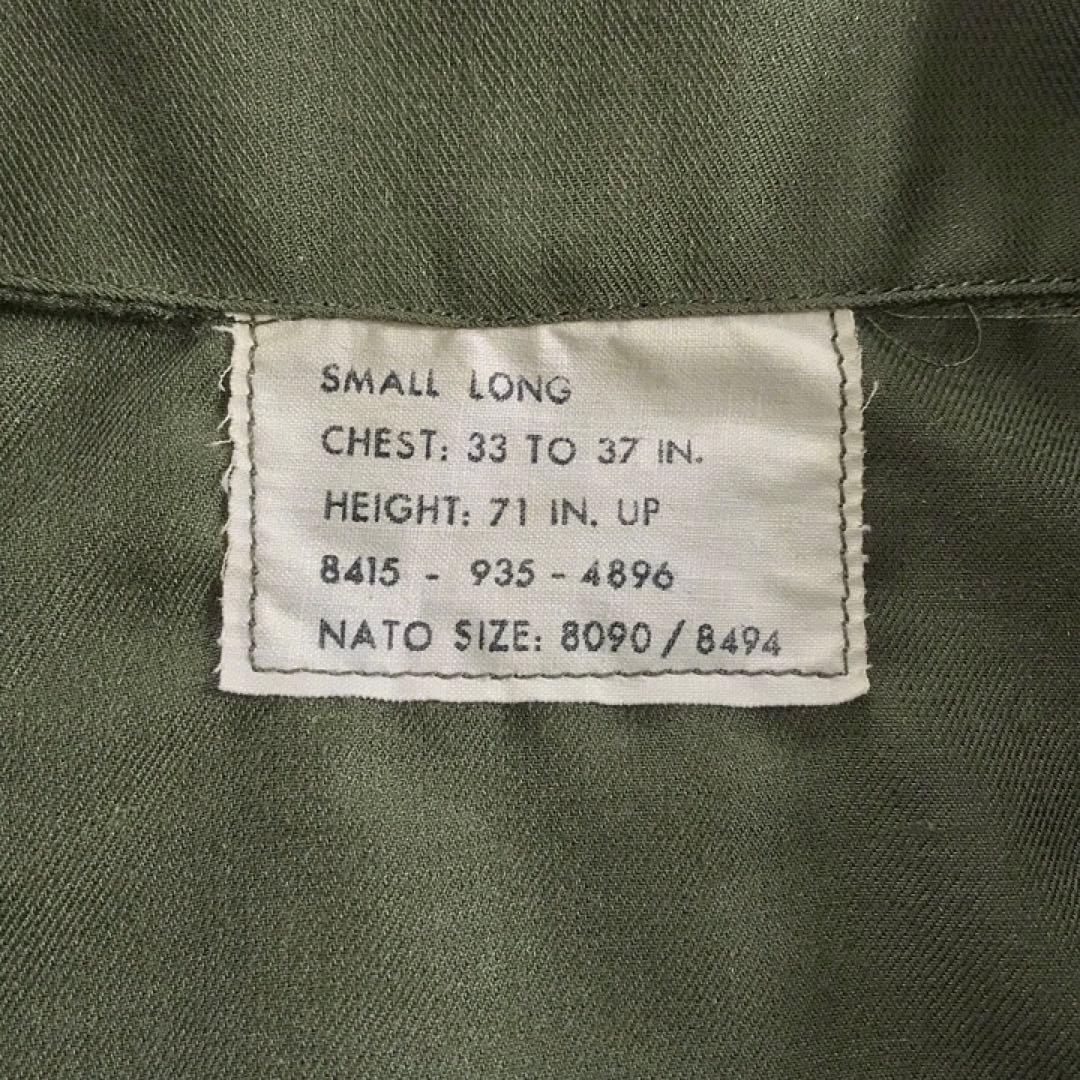 SMALL LONG
CHEST: 33 TO 37 IN.
HEIGHT: 71 IN. UP
8415 - 935 - 4896
NATO SIZE: 8090 / 8494